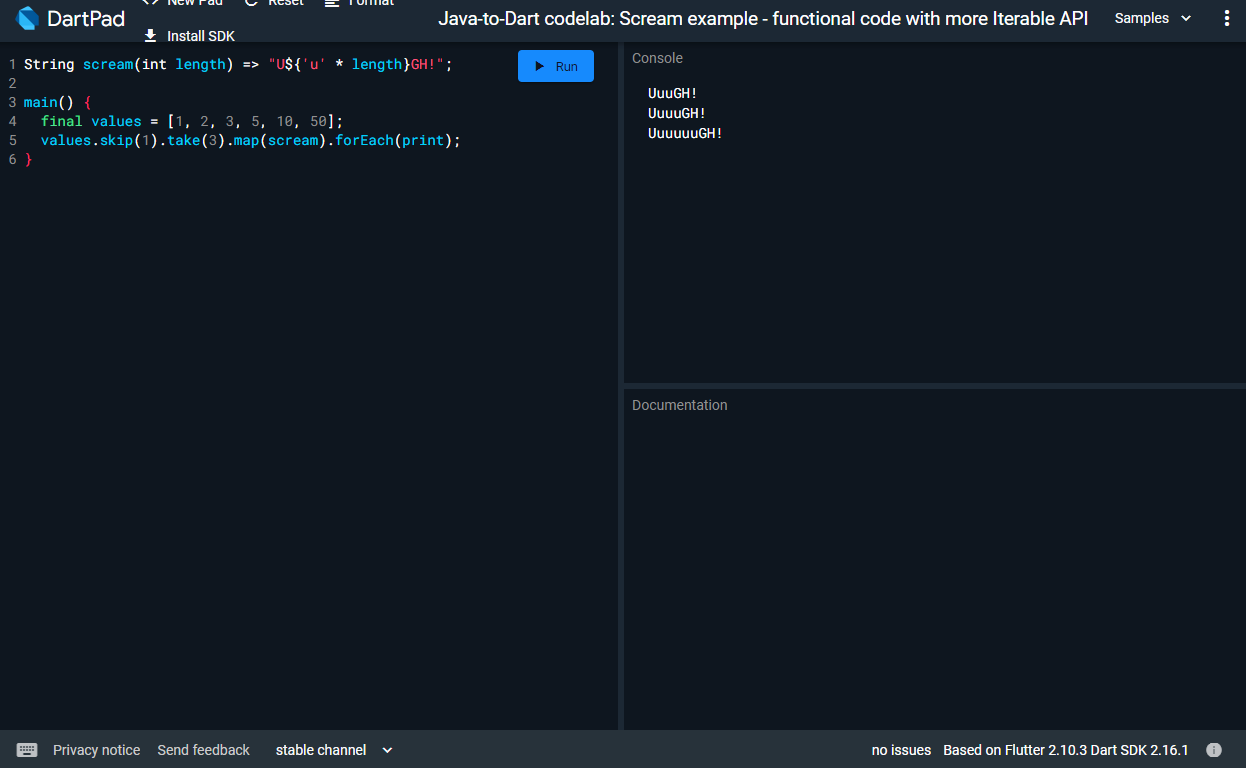 DartPad
New Pad
Reset
Format
Install SDK
Java-to-Dart codelab: Scream example - functional code with more Iterable API
Samples
1 String scream(int length) => "U${'u' * length}GH!";
2
3 main() {
4   final values = [1, 2, 3, 5, 10, 50];
5   values.skip(1).take(3).map(scream).forEach(print);
6 }
Run
Console
UuuGH!
UuuuGH!
UuuuuuGH!
Documentation
Privacy notice
Send feedback
stable channel
no issues
Based on Flutter 2.10.3 Dart SDK 2.16.1